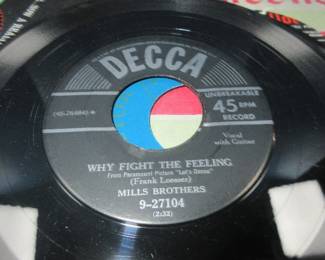 DECCA
UNBREAKABLE
45 RPM
RECORD
Vocal
with Guitar
WHY FIGHT THE FEELING
From Paramount Picture "Let's Dance"
(Frank Loesser)
MILLS BROTHERS
9-27104
(2:32)